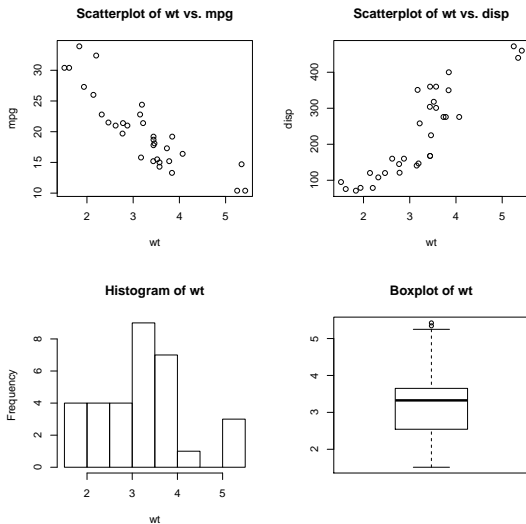 Scatterplot of wt vs. mpg
mpg
10 15 20 25 30
2 3 4 5
wt
Scatterplot of wt vs. disp
disp
100 200 300 400
2 3 4 5
wt
Histogram of wt
Frequency
0 2 4 6 8
2 3 4 5
wt
Boxplot of wt
2 3 4 5